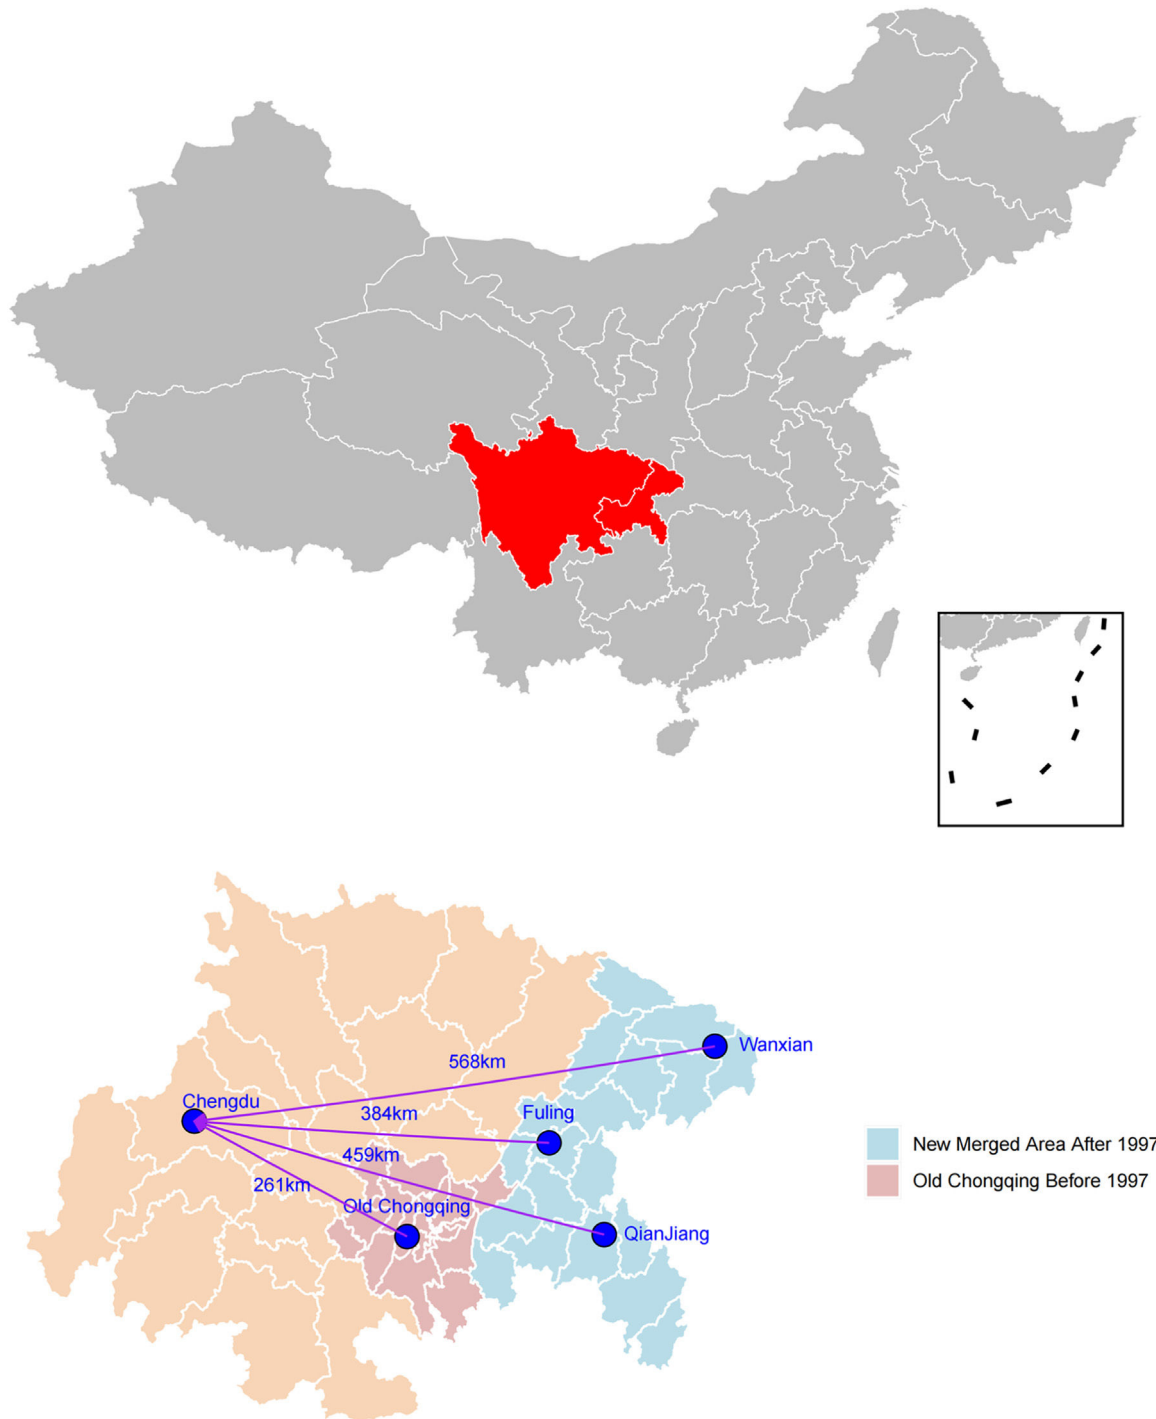 568km
Wanxian
Chengdu
384km
Fuling
459km
261km
Old Chongqing
QianJiang
New Merged Area After 1997
Old Chongqing Before 1997